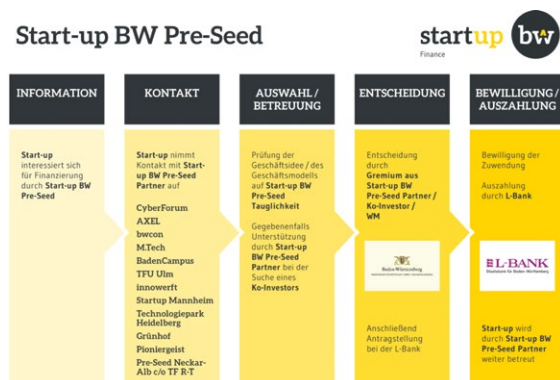 Start-up BW Pre-Seed
startup bw
Finance
INFORMATION
Start-up
interessiert sich
für Finanzierung
durch Start-up BW
Pre-Seed
KONTAKT
Start-up nimmt
Kontakt mit Start-
up BW Pre-Seed
Partner auf
CyberForum
AXEL
bwcon
M.Tech
BadenCampus
TFU Ulm
innowerft
Startup Mannheim
Technologiepark
Heidelberg
Grünhof
Pioniergeist
Pre-Seed Neckar-
Alb c/o TF R-T
AUSWAHL /
BETREUUNG
Prüfung der
Geschäftsidee / des
Geschäftsmodells
auf Start-up BW
Pre-Seed
Tauglichkeit
Gegebenenfalls
Unterstützung
durch Start-up
BW Pre-Seed
Partner bei der
Suche eines
Ko-Investors
ENTSCHEIDUNG
Entscheidung
durch
Gremium aus
Start-up BW
Pre-Seed Partner /
Ko-Investor /
WM
Baden-Württemberg
Anschließend
Antragstellung
bei der L-Bank
BEWILLIGUNG /
AUSZAHLUNG
Bewilligung der
Zuwendung
Auszahlung
durch L-Bank
L-BANK
Staatsbank für Baden-Württemberg
Start-up wird
durch Start-up BW
Pre-Seed Partner
weiter betreut